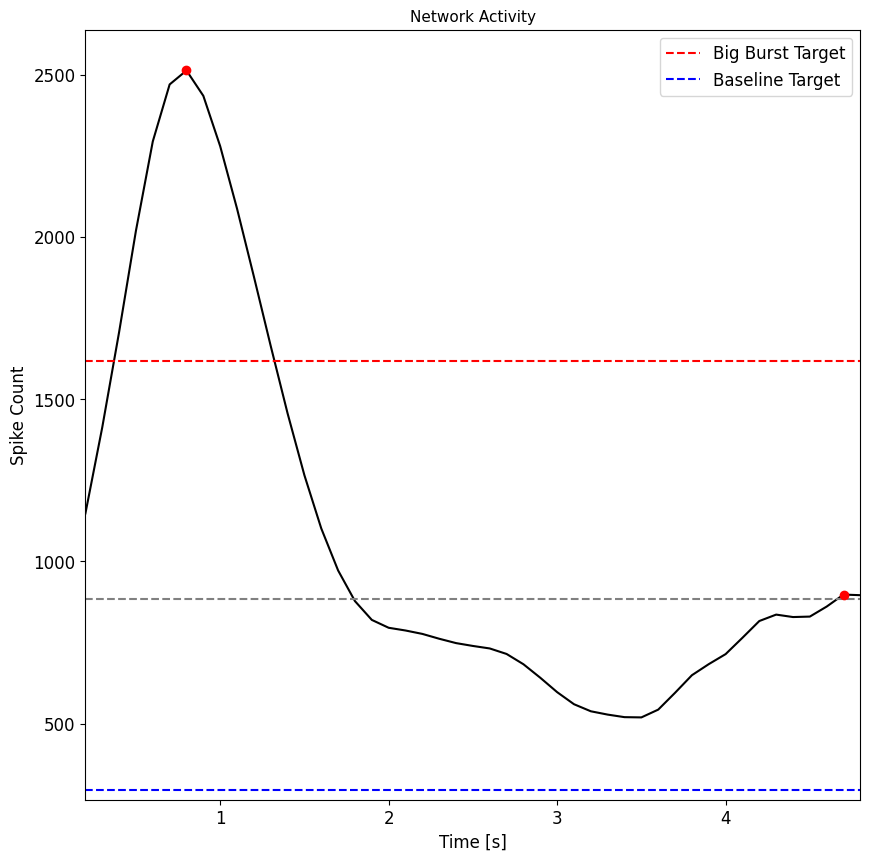 Network Activity
Big Burst Target
Baseline Target
Spike Count
2500
2000
1500
1000
500
1
2
3
4
Time [s]